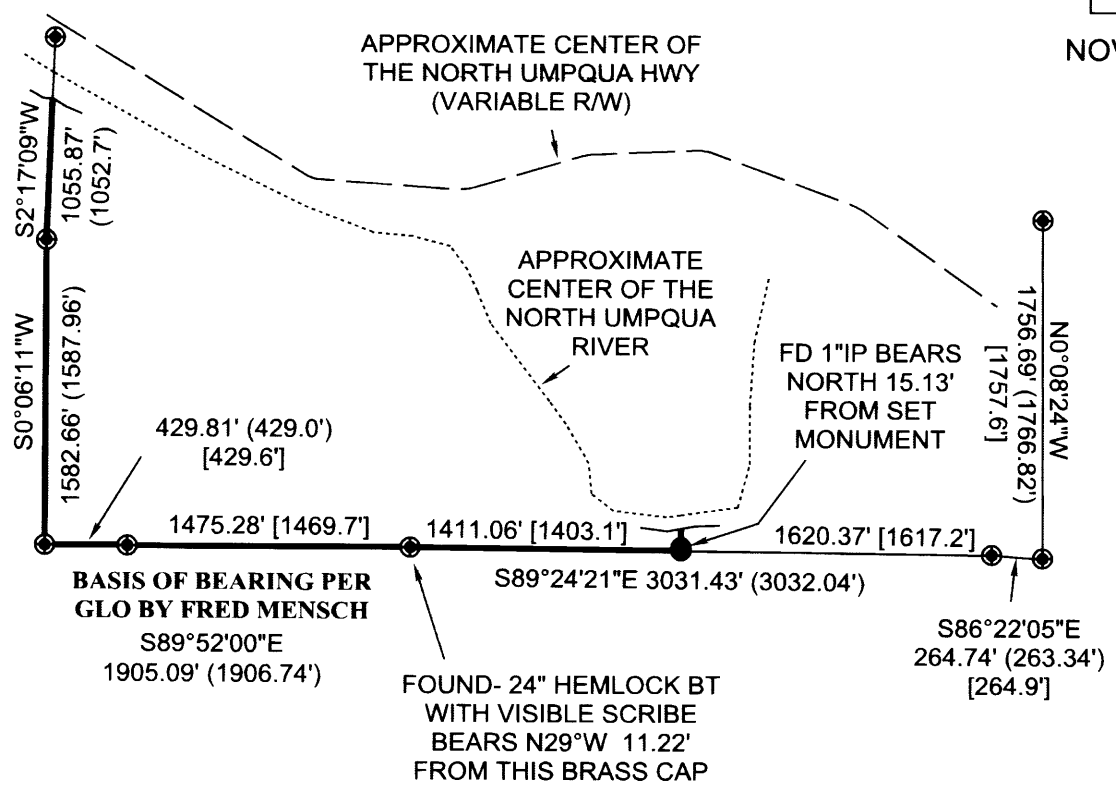 NOV
APPROXIMATE CENTER OF
THE NORTH UMPQUA HWY
(VARIABLE R/W)
S2°17'09"W
1055.87'
(1052.7')
APPROXIMATE
CENTER OF THE
NORTH UMPQUA
RIVER
FD 1"IP BEARS
NORTH 15.13'
FROM SET
MONUMENT
N0°08'24"W
1756.69' (1766.82')
[1757.6']
S0°06'11"W
1582.66' (1587.96')
429.81' (429.0')
[429.6']
1475.28' [1469.7']
1411.06' [1403.1']
1620.37' [1617.2']
S89°24'21"E 3031.43' (3032.04')
BASIS OF BEARING PER
GLO BY FRED MENSCH
S89°52'00"E
1905.09' (1906.74')
S86°22'05"E
264.74' (263.34')
[264.9']
FOUND- 24" HEMLOCK BT
WITH VISIBLE SCRIBE
BEARS N29°W 11.22'
FROM THIS BRASS CAP